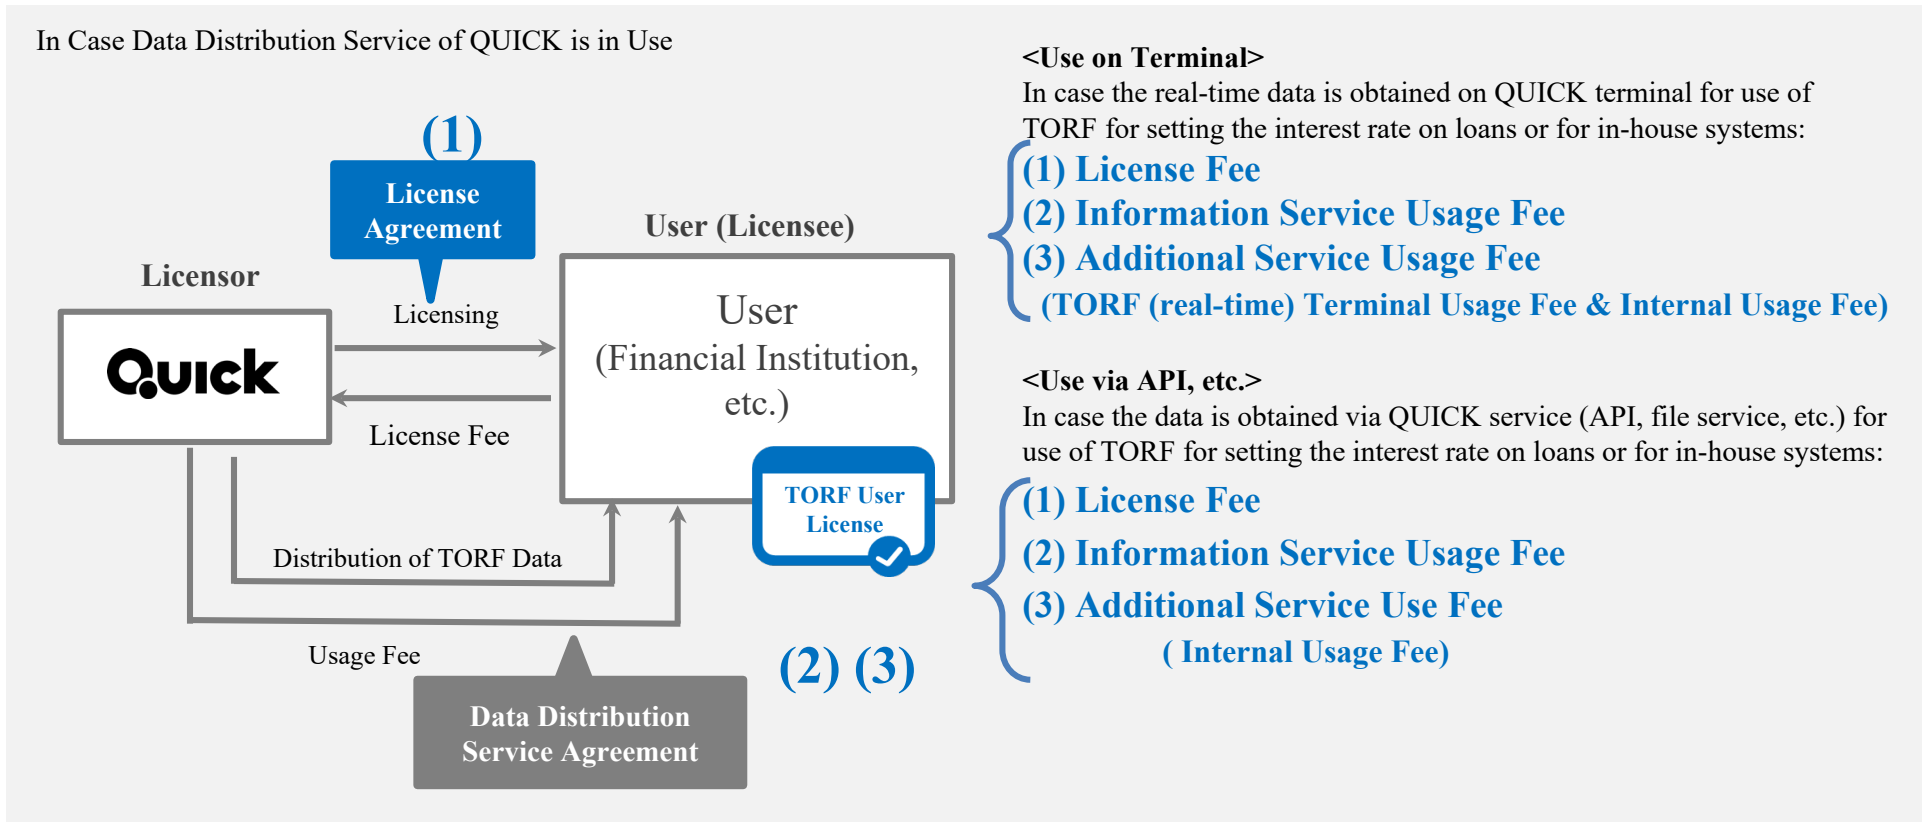 In Case Data Distribution Service of QUICK is in Use
(1)
License
Agreement
Licensor
QUICK
Licensing
License Fee
User (Licensee)
User
(Financial Institution,
etc.)
TORF User
License
Distribution of TORF Data
Usage Fee
Data Distribution
Service Agreement
(2) (3)
<Use on Terminal>
In case the real-time data is obtained on QUICK terminal for use of
TORF for setting the interest rate on loans or for in-house systems:
(1) License Fee
(2) Information Service Usage Fee
(3) Additional Service Usage Fee
(TORF (real-time) Terminal Usage Fee & Internal Usage Fee)
<Use via API, etc.>
In case the data is obtained via QUICK service (API, file service, etc.) for
use of TORF for setting the interest rate on loans or for in-house systems:
(1) License Fee
(2) Information Service Usage Fee
(3) Additional Service Use Fee
( Internal Usage Fee)